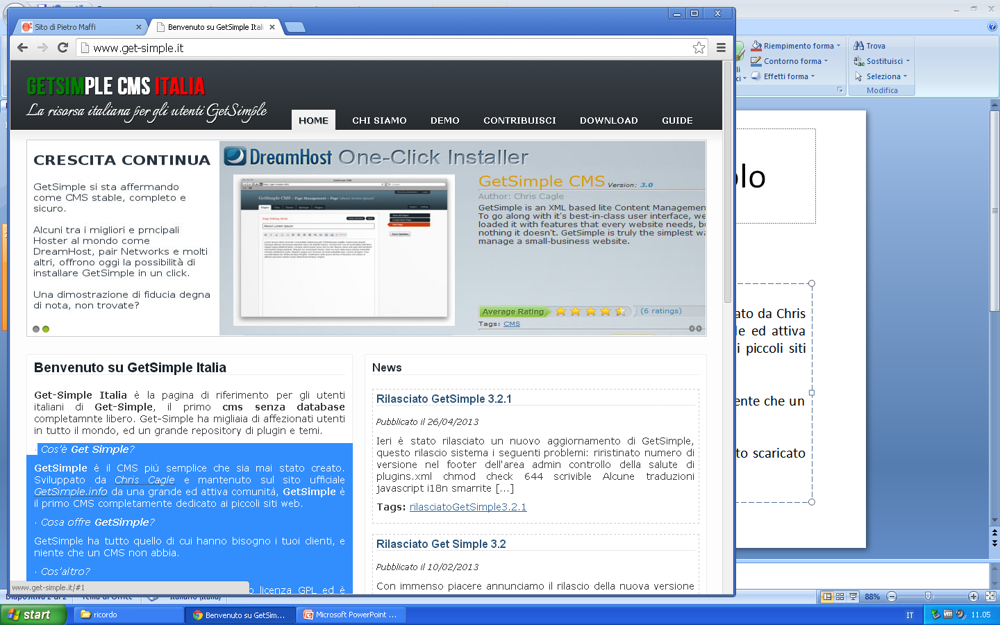 Sito di Pietro Maffi
Benvenuto su GetSimple Itali
www.get-simple.it
GETSIMPLE CMS ITALIA
La risorsa italiana per gli utenti GetSimple
HOME
CHI SIAMO
DEMO
CONTRIBUISCI
DOWNLOAD
GUIDE
CRESCITA CONTINUA
GetSimple si sta affermando
come CMS stable, completo e
sicuro.
Alcuni tra i migliori e prncipali
Hoster al mondo come
DreamHost, pair Networks e molti
altri, offrono oggi la possibilità di
installare GetSimple in un click.
Una dimostrazione di fiducia degna
di nota, non trovate?
DreamHost One-Click Installer
GetSimple CMS Version: 3.0
Author: Chris Cagle
GetSimple is an XML based lite Content Managemen
To go along with it's best-in-class user interface, we
loaded it with features that every website needs, bu
nothing it doesn't. GetSimple is truly the simplest wa
manage a small-business website.
Average Rating
(6 ratings)
Tags: CMS
Benvenuto su GetSimple Italia
Get-Simple Italia è la pagina di riferimento per gli utenti
italiani di Get-Simple, il primo cms senza database
completamnte libero. Get-Simple ha migliaia di affezionati utenti
in tutto il mondo, ed un grande repository di plugin e temi.
· Cos'è Get Simple?
GetSimple è il CMS più semplice che sia mai stato creato.
Sviluppato da Chris Cagle e mantenuto sul sito ufficiale
GetSimple.info da una grande ed attiva comunità, GetSimple è
il primo CMS completamente dedicato ai piccoli siti web.
· Cosa offre GetSimple?
GetSimple ha tutto quello di cui hanno bisogno i tuoi clienti, e
niente che un CMS non abbia.
· Cos'altro?
o licenza GPL ed è
www.get-simple.it/#1
News
Rilasciato GetSimple 3.2.1
Pubblicato il 26/04/2013
Ieri è stato rilasciato un nuovo aggiornamento di GetSimple,
questo rilascio sistema i seguenti problemi: riristinato numero di
versione nel footer dell'area admin controllo della salute di
plugins.xml chmod check 644 scrivible Alcune traduzioni
javascript i18n smarrite [...]
Tags: rilasciatoGetSimple3.2.1
Rilasciato Get Simple 3.2
Pubblicato il 10/02/2013
Con immenso piacere annunciamo il rilascio della nuova versione
Riempimento forma
Contorno forma
Effetti forma
Trova
Sostituisci
Seleziona
Modifica
olo
ato da Chris
le ed attiva
i piccoli siti
ente che un
to scaricato
Diapositiva 2 di 2
Tema di Office
Italiano (Italia)
88%
start
ricordo
Benvenuto su GetSim...
Microsoft PowerPoint ...
IT
11.05